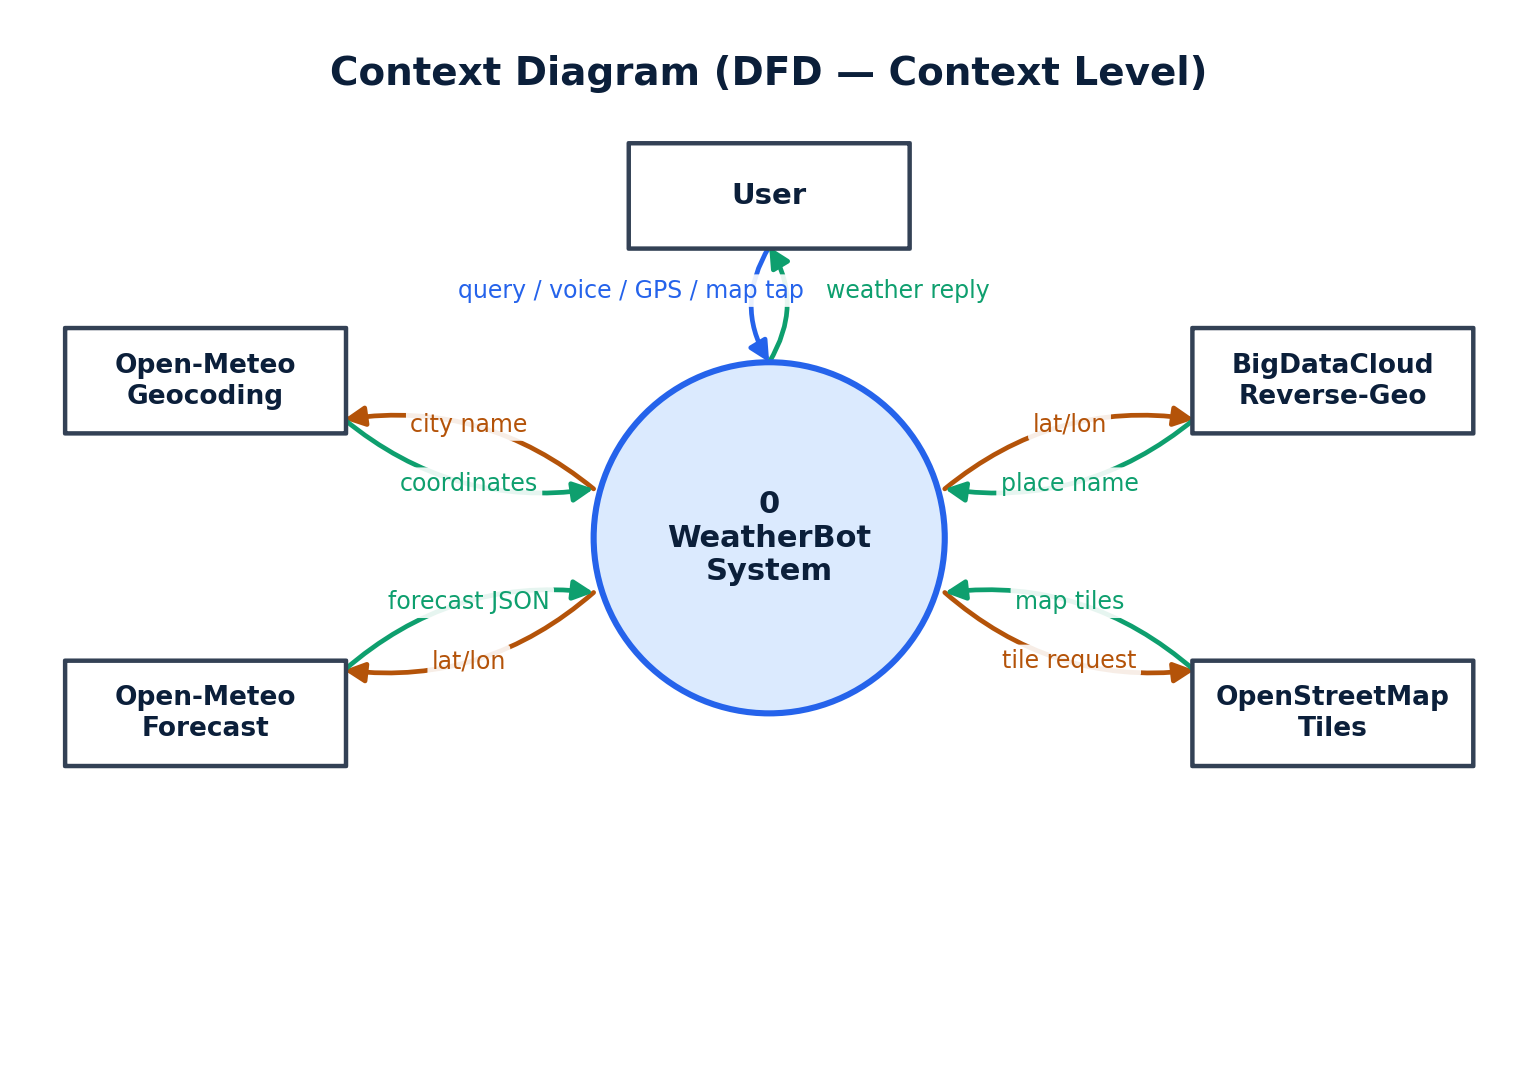 Context Diagram (DFD — Context Level)
User
query / voice / GPS / map tap
weather reply
Open-Meteo
Geocoding
BigDataCloud
Reverse-Geo
city name
lat/lon
coordinates
place name
0
WeatherBot
System
forecast JSON
map tiles
lat/lon
tile request
Open-Meteo
Forecast
OpenStreetMap
Tiles